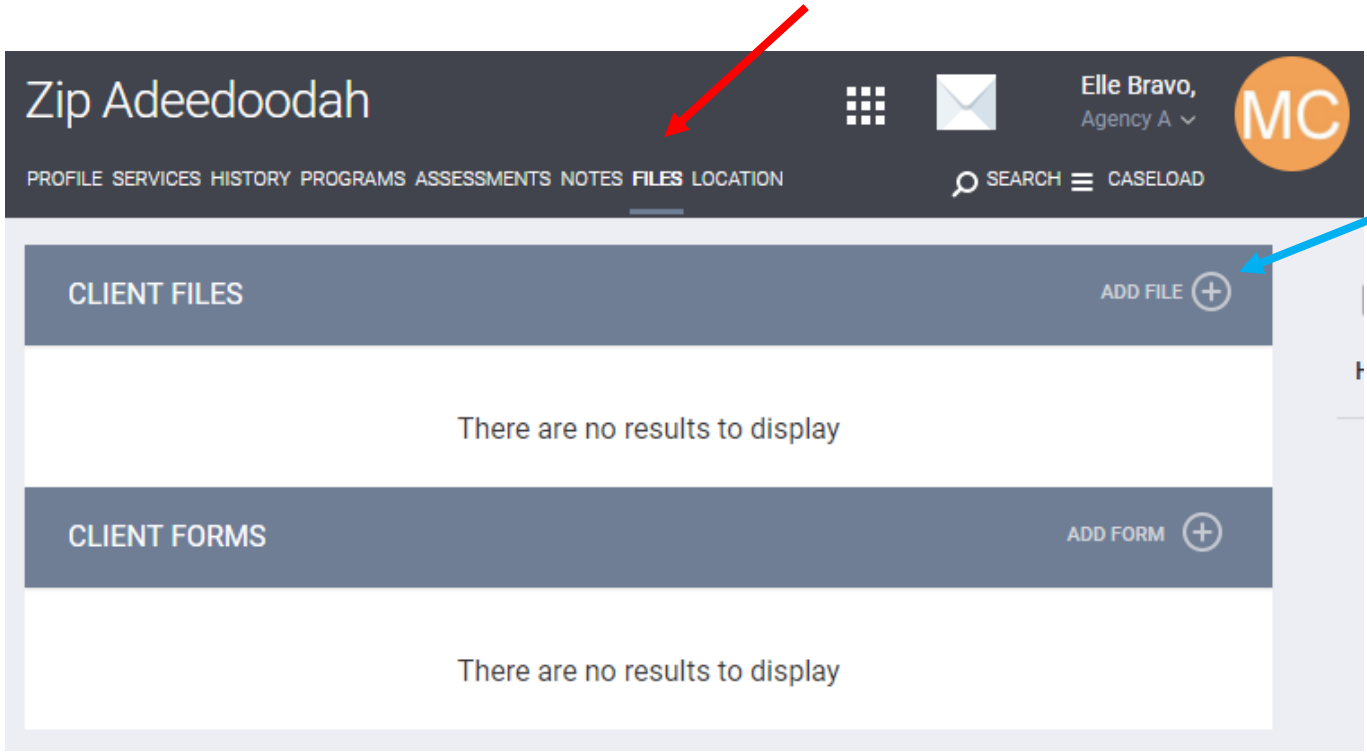 Zip Adeedoodah
Elle Bravo,
Agency A
MC
PROFILE SERVICES HISTORY PROGRAMS ASSESSMENTS NOTES FILES LOCATION
SEARCH CASELOAD
CLIENT FILES
ADD FILE
There are no results to display
CLIENT FORMS
ADD FORM
There are no results to display